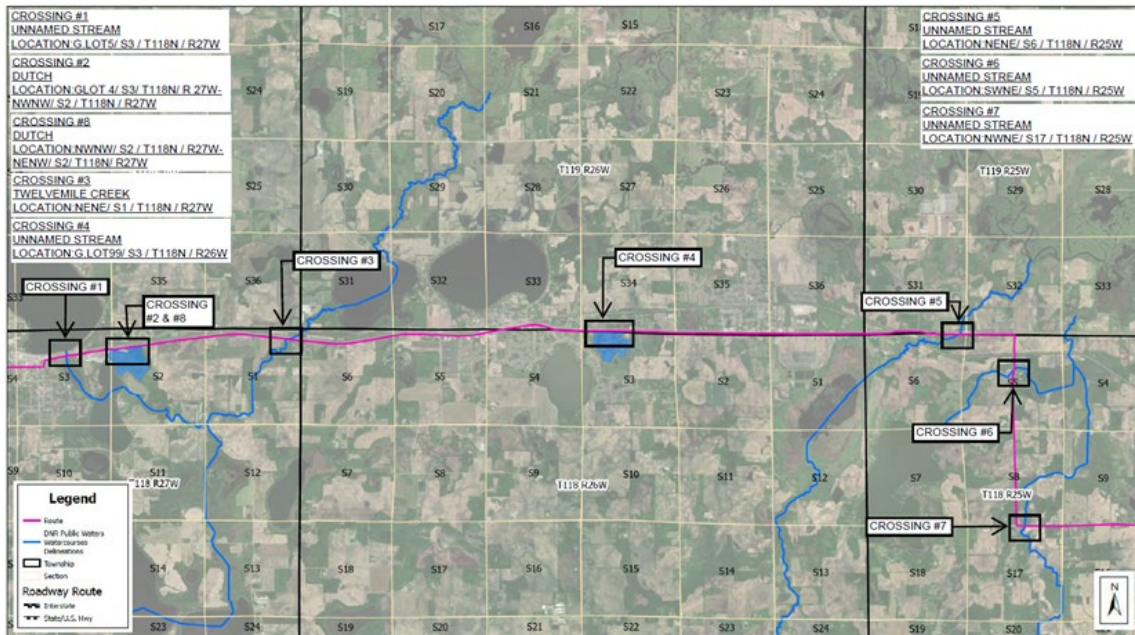 CROSSING #1
UNNAMED STREAM
LOCATION:G.LOT5/ S3 / T118N / R27W
CROSSING #2
DUTCH
LOCATION:GLOT 4/ S3/ T118N/ R 27W-
NWNW/ S2 / T118N / R27W
CROSSING #8
DUTCH
LOCATION:NWNW/ S2 / T118N / R27W-
NENW/ S2/ T118N/ R27W
CROSSING #3
TWELVEMILE CREEK
LOCATION:NENE/ S1 / T118N / R27W
CROSSING #4
UNNAMED STREAM
LOCATION:G.LOT99/ S3 / T118N / R26W
CROSSING #5
UNNAMED STREAM
LOCATION:NENE/ S6 / T118N / R25W
CROSSING #6
UNNAMED STREAM
LOCATION:SWNE/ S5 / T118N / R25W
CROSSING #7
UNNAMED STREAM
LOCATION:NWNE/ S17 / T118N / R25W
S17 S16 S15
S24 S19 S20 S21 S22 S23 S24
T119 R26W
T119 R25W
S25 S30 S29 S28 S27 S26 S25 S30 S29 S28
CROSSING #3
CROSSING #4
S33 S35 S36 S31 S33 S34 S35 S36 S31 S32 S33
CROSSING #1
CROSSING
#2 & #8
CROSSING #5
S4 S3 S2 S1 S6 S5 S4 S3 S2 S1 S6 S5 S4
CROSSING #6
S9 S10 S11 S12 S7 S8 S9 S10 S11 S12 S7 S8 S9
T118 R27W
T118 R26W
T118 R25W
CROSSING #7
S14 S13 S18 S17 S16 S15 S14 S13 S18 S17
S23 S24 S19 S20 S21 S22 S23 S24 S19 S20
Legend
Route
DNR Public Waters
Watercourses
Delineations
Township
Section
Roadway Route
Interstate
State/U.S. Hwy
N